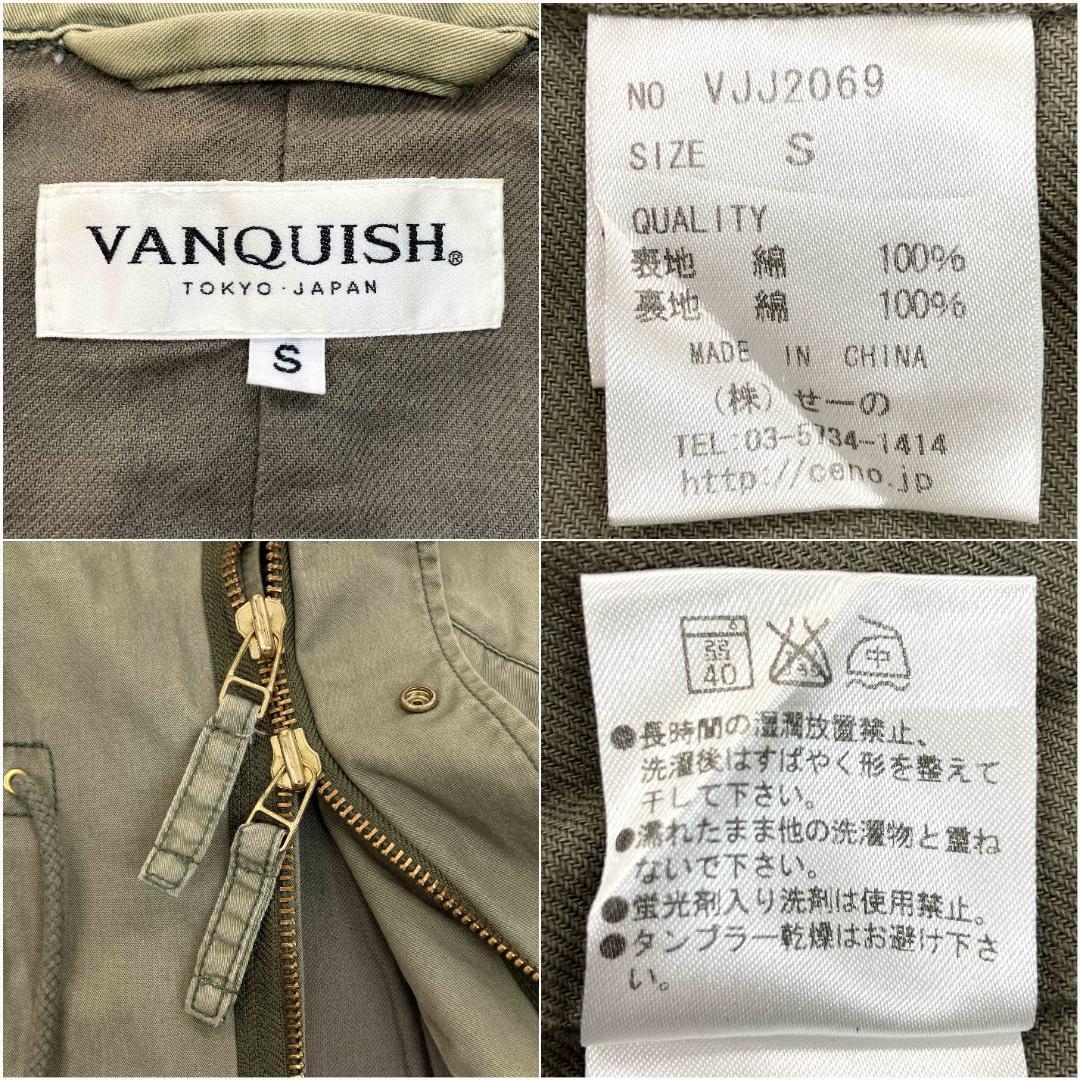 VANQUISH®
TOKYO·JAPAN
S
NO VJJ2069
SIZE S
QUALITY
表地 綿 100%
裏地 綿 100%
MADE IN CHINA
(株)せーの
TEL:03-5734-1414
http://ceno.jp
弱
40
中
●長時間の湿潤放置禁止、
洗濯後はすばやく形を整えて
干して下さい。
●濡れたまま他の洗濯物と重ね
ないで下さい。
●蛍光剤入り洗剤は使用禁止。
●タンブラー乾燥はお避け下さ
い。